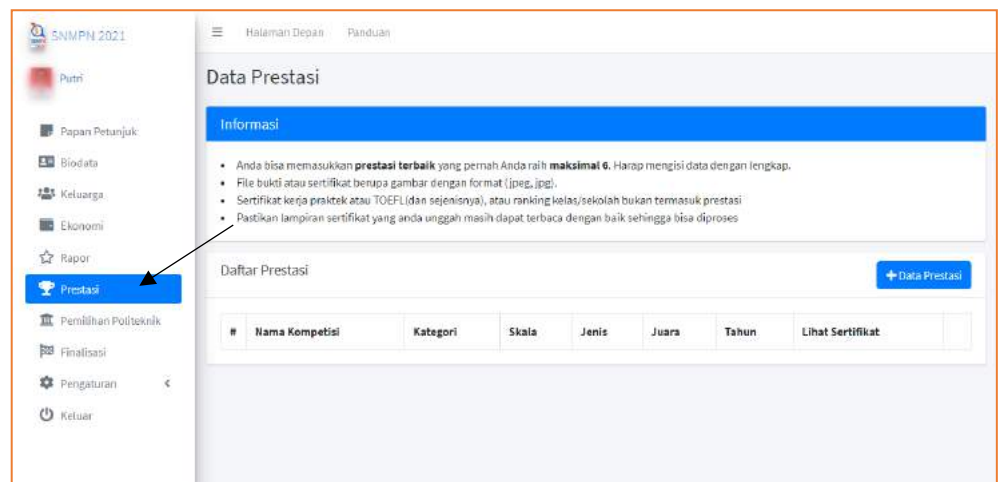 SNMPN 2021
Halaman Depan Panduan
Putri
Data Prestasi
Papan Petunjuk
Biodata
Keluarga
Ekonomi
Rapor
Prestasi
Pemilihan Politeknik
Finalisasi
Pengaturan
Keluar
Informasi
Anda bisa memasukkan prestasi terbaik yang pernah Anda raih maksimal 6. Harap mengisi data dengan lengkap.
File bukti atau sertifikat berupa gambar dengan format (jpeg, jpg).
Sertifikat kerja praktek atau TOEFL(dan sejenisnya), atau ranking kelas/sekolah bukan termasuk prestasi
Pastikan lampiran sertifikat yang anda unggah masih dapat terbaca dengan baik sehingga bisa diproses
Daftar Prestasi
+Data Prestasi
# Nama Kompetisi Kategori Skala Jenis Juara Tahun Lihat Sertifikat